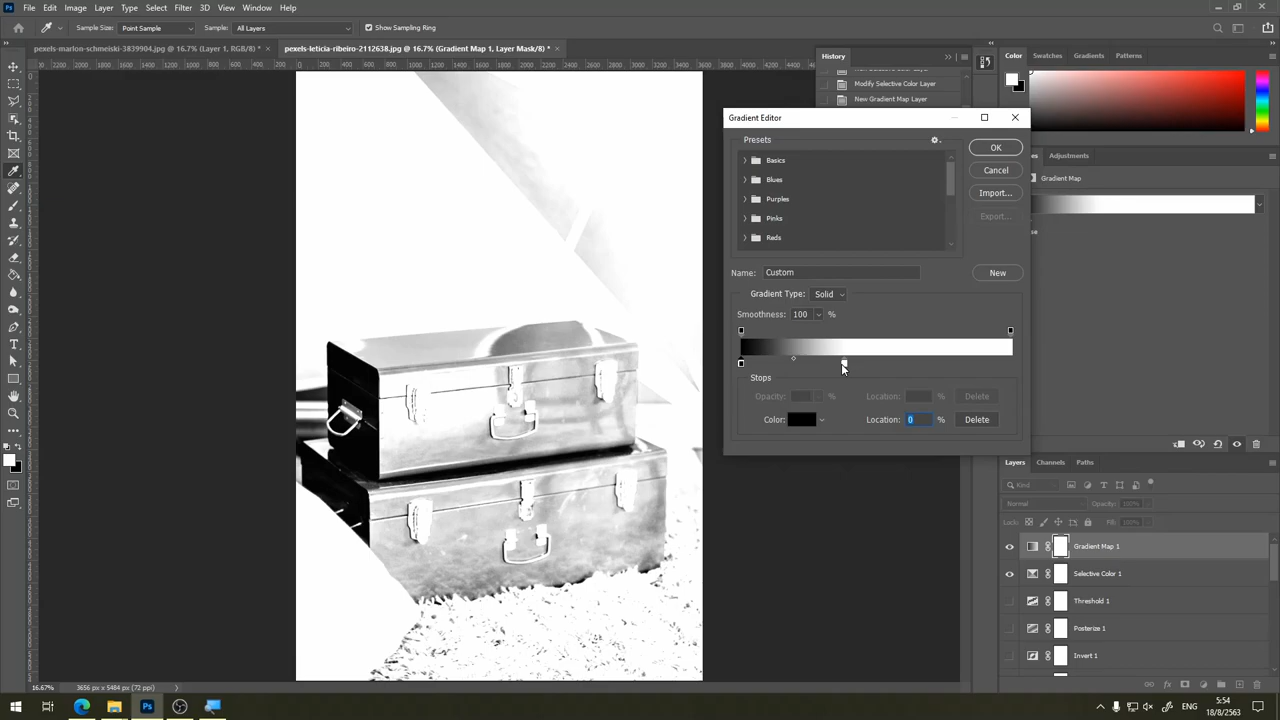 File Edit Image Layer Type Select Filter 3D View Window Help
Sample Size: Point Sample Sample: All Layers Show Sampling Ring
pexels-marlon-schmeiski-3839904.jpg @ 16.7% (Layer 1, RGB/8) * ×
pexels-leticia-ribeiro-2112638.jpg @ 16.7% (Gradient Map 1, Layer Mask/8) * ×
History
Modify Selective Color Layer
New Gradient Map Layer
Color Swatches Gradients Patterns
Adjustments
Gradient Map
Gradient Editor
Presets
Basics
Blues
Purples
Pinks
Reds
OK
Cancel
Import...
Export...
Name: Custom
New
Gradient Type: Solid
Smoothness: 100 %
Stops
Opacity: % Location: % Delete
Color: Location: 0 % Delete
Layers Channels Paths
Kind
Normal Opacity: 100%
Lock: Fill: 100%
Gradient Map 1
Selective Color 1
Threshold 1
Posterize 1
Invert 1
16.67% 3656 px x 5484 px (72 ppi)
ENG
5:54
18/8/2563